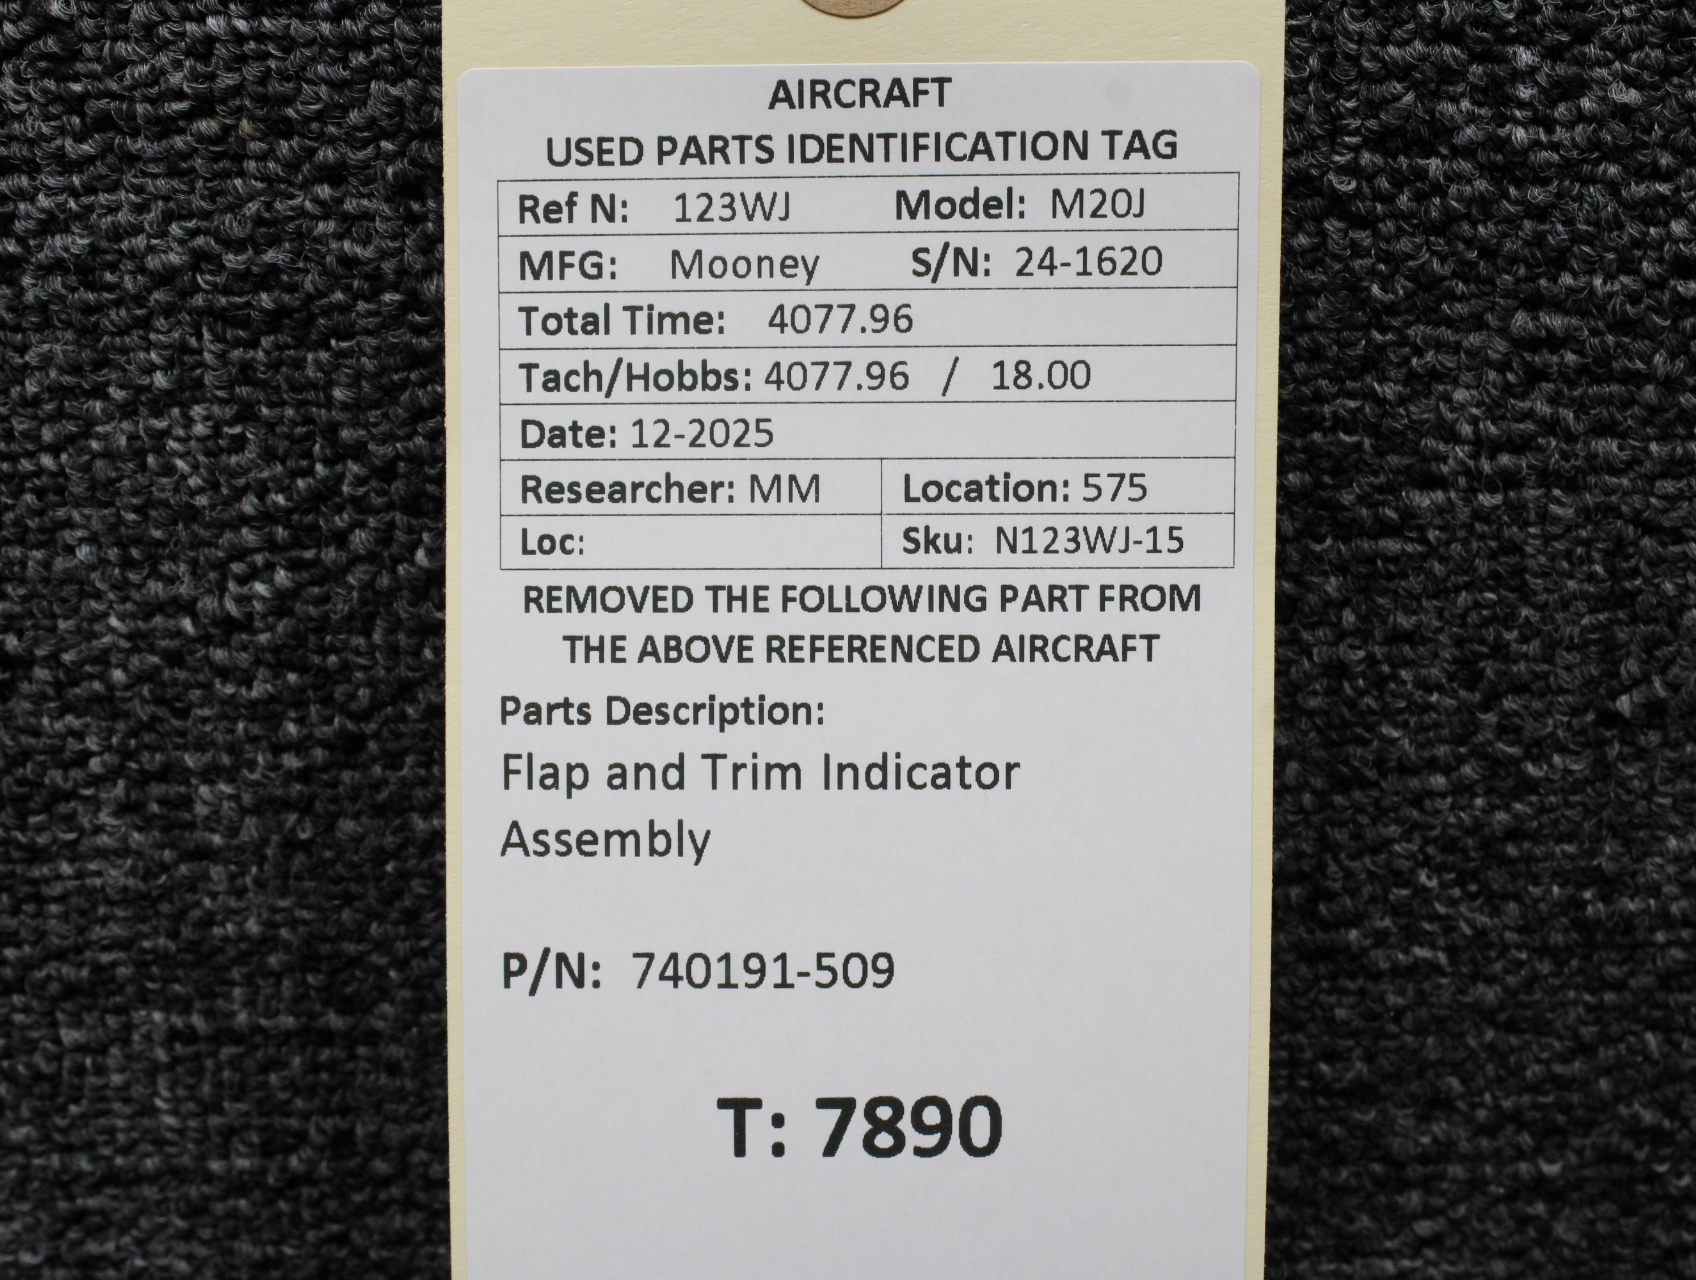 AIRCRAFT
USED PARTS IDENTIFICATION TAG
Ref N: 123WJ Model: M20J
MFG: Mooney S/N: 24-1620
Total Time: 4077.96
Tach/Hobbs: 4077.96 / 18.00
Date: 12-2025
Researcher: MM Location: 575
Loc: Sku: N123WJ-15
REMOVED THE FOLLOWING PART FROM
THE ABOVE REFERENCED AIRCRAFT
Parts Description:
Flap and Trim Indicator
Assembly
P/N: 740191-509
T: 7890